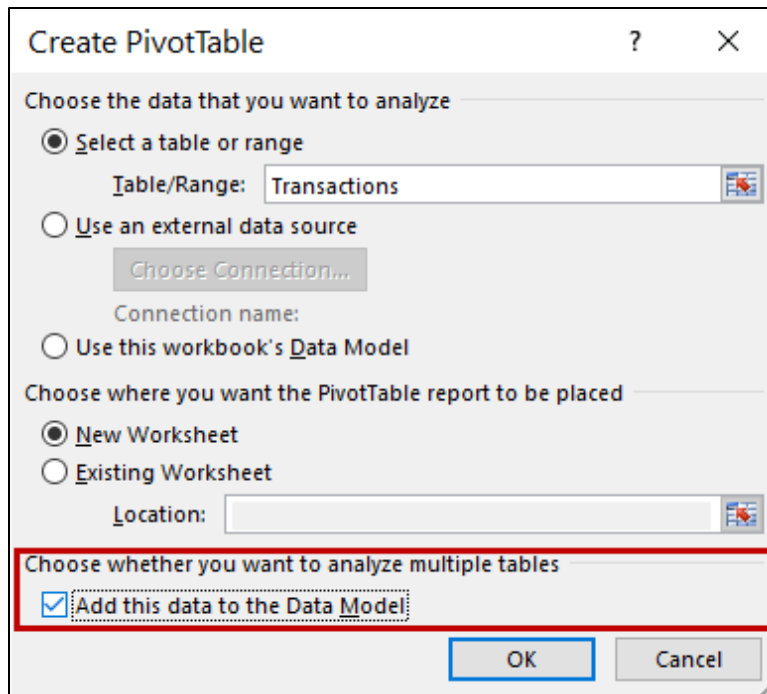 Create PivotTable ? ×
Choose the data that you want to analyze
Select a table or range
Table/Range: Transactions
Use an external data source
Choose Connection...
Connection name:
Use this workbook's Data Model
Choose where you want the PivotTable report to be placed
New Worksheet
Existing Worksheet
Location:
Choose whether you want to analyze multiple tables
Add this data to the Data Model
OK Cancel